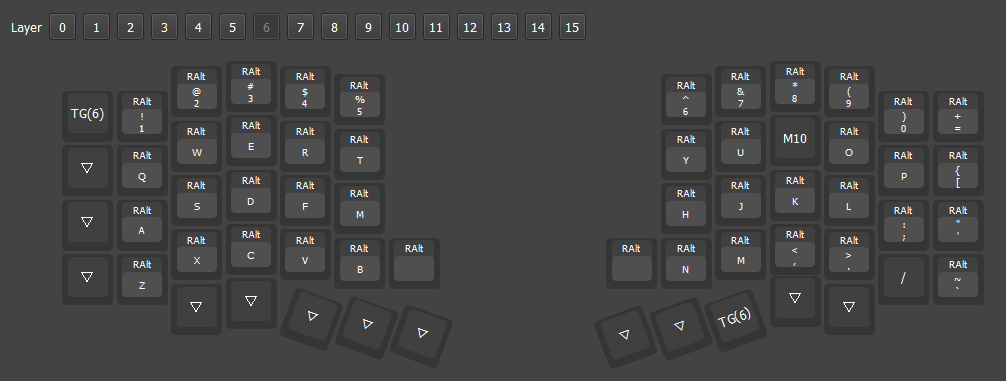 Layer 0 1 2 3 4 5 6 7 8 9 10 11 12 13 14 15
TG(6) RAlt ! 1 RAlt @ 2 RAlt # 3 RAlt $ 4 RAlt % 5 RAlt ^ 6 RAlt & 7 RAlt * 8 RAlt ( 9 RAlt ) 0 RAlt + =
▽ RAlt Q RAlt W RAlt E RAlt R RAlt T RAlt Y RAlt U M10 RAlt O RAlt P RAlt { [
▽ RAlt A RAlt S RAlt D RAlt F RAlt M RAlt H RAlt J RAlt K RAlt L RAlt : ; RAlt " '
▽ RAlt Z RAlt X RAlt C RAlt V RAlt B RAlt RAlt RAlt N RAlt M RAlt < , RAlt > . / RAlt ~ `
▽ ▽ ▽ ▽ ▽ ▽ ▽ TG(6) ▽ ▽